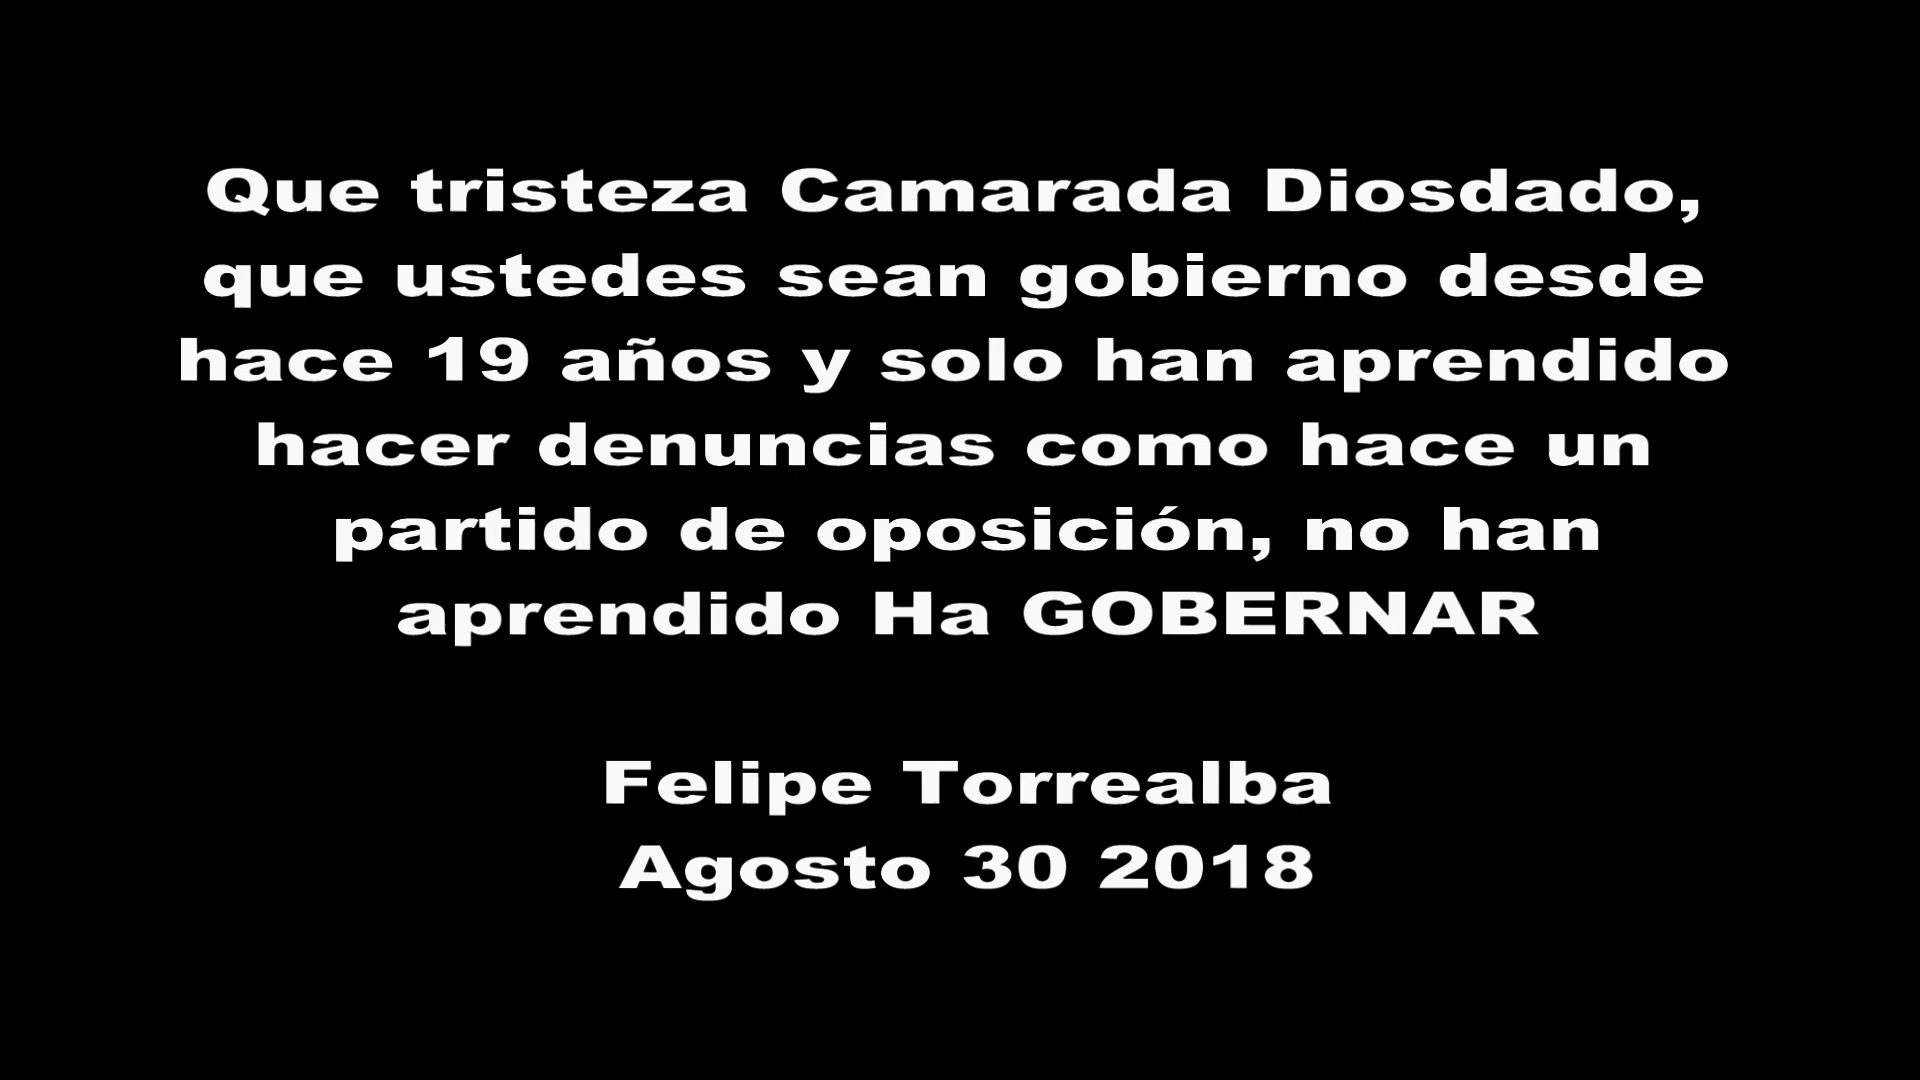 Que tristeza Camarada Diosdado,
que ustedes sean gobierno desde
hace 19 años y solo han aprendido
hacer denuncias como hace un
partido de oposición, no han
aprendido Ha GOBERNAR
Felipe Torrealba
Agosto 30 2018